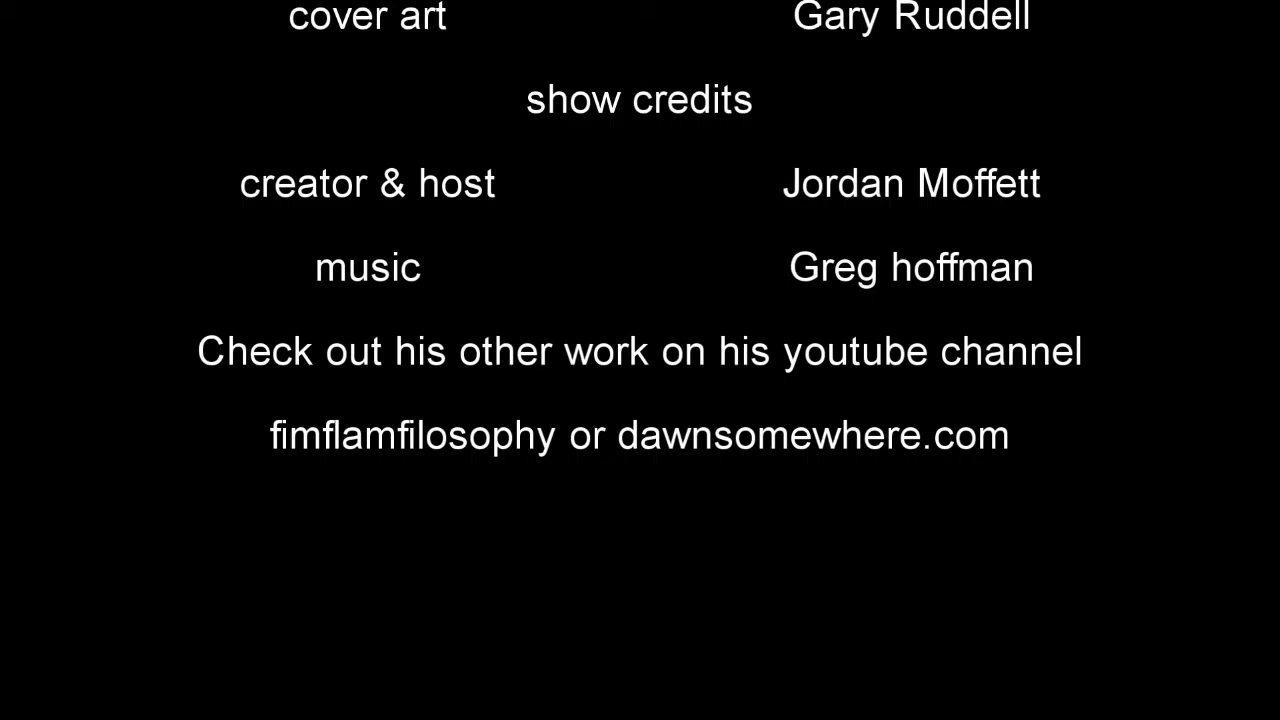 cover art Gary Ruddell
show credits
creator & host Jordan Moffett
music Greg hoffman
Check out his other work on his youtube channel
fimflamfilosophy or dawnsomewhere.com